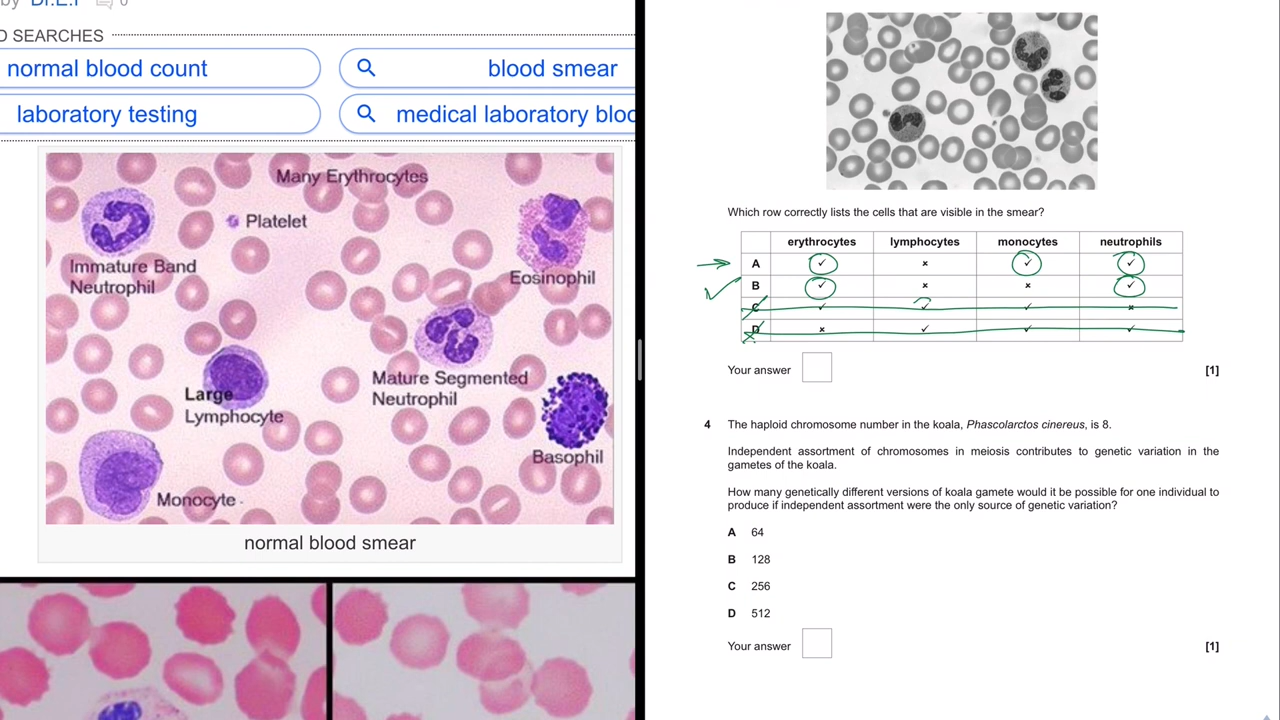 by Dr.E.I 0
D SEARCHES
normal blood count
blood smear
laboratory testing
medical laboratory bloo
Many Erythrocytes
Platelet
Immature Band
Neutrophil
Eosinophil
Large
Lymphocyte
Mature Segmented
Neutrophil
Basophil
Monocyte
normal blood smear
Which row correctly lists the cells that are visible in the smear?
erythrocytes lymphocytes monocytes neutrophils
A ✓ × ✓ ✓
B ✓ × × ✓
C ✓ ✓ ✓ ×
D × ✓ ✓ ✓
Your answer [1]
4 The haploid chromosome number in the koala, Phascolarctos cinereus, is 8.
Independent assortment of chromosomes in meiosis contributes to genetic variation in the
gametes of the koala.
How many genetically different versions of koala gamete would it be possible for one individual to
produce if independent assortment were the only source of genetic variation?
A 64
B 128
C 256
D 512
Your answer [1]